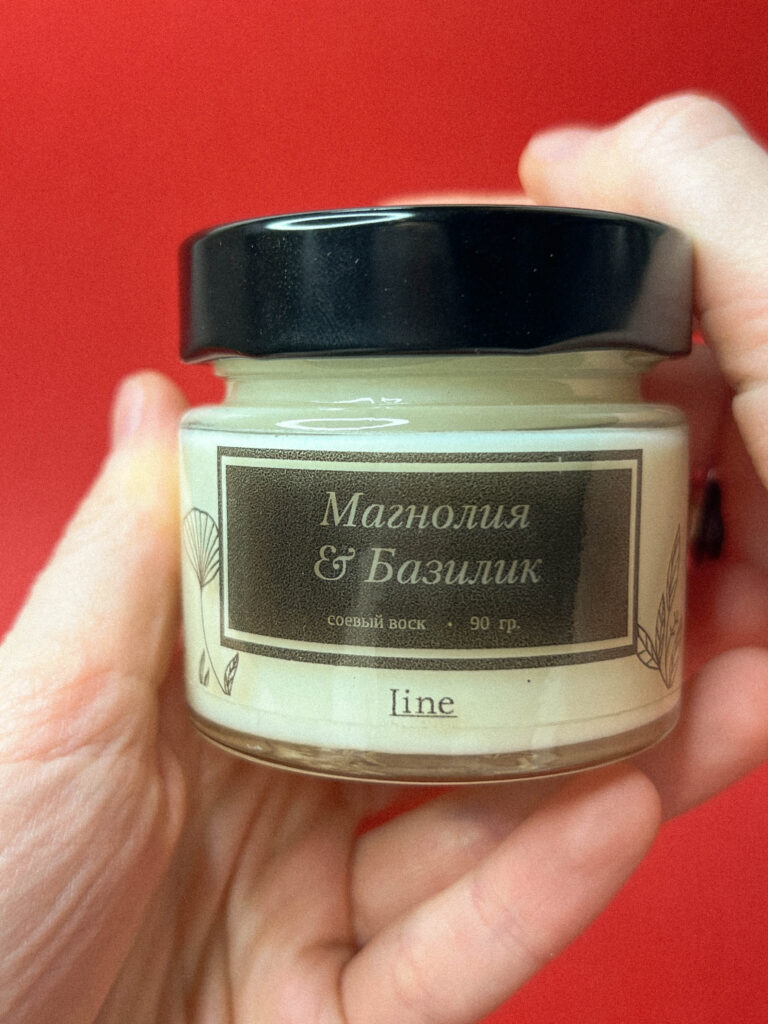 Магнолия
& Базилик
соевый воск • 90 гр.
Line